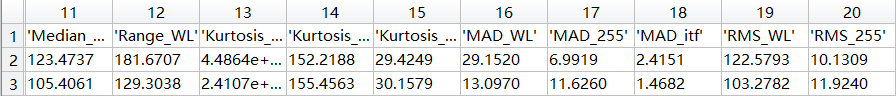 11 12 13 14 15 16 17 18 19 20
1 'Median_... 'Range_WL' 'Kurtosis_... 'Kurtosis_... 'Kurtosis_... 'MAD_WL' 'MAD_255' 'MAD_itf' 'RMS_WL' 'RMS_255'
2 123.4737 181.6707 4.4864e+... 152.2188 29.4249 29.1520 6.9919 2.4151 122.5793 10.1309
3 105.4061 129.3038 2.4107e+... 155.4563 30.1579 13.0970 11.6260 1.4682 103.2782 11.9240